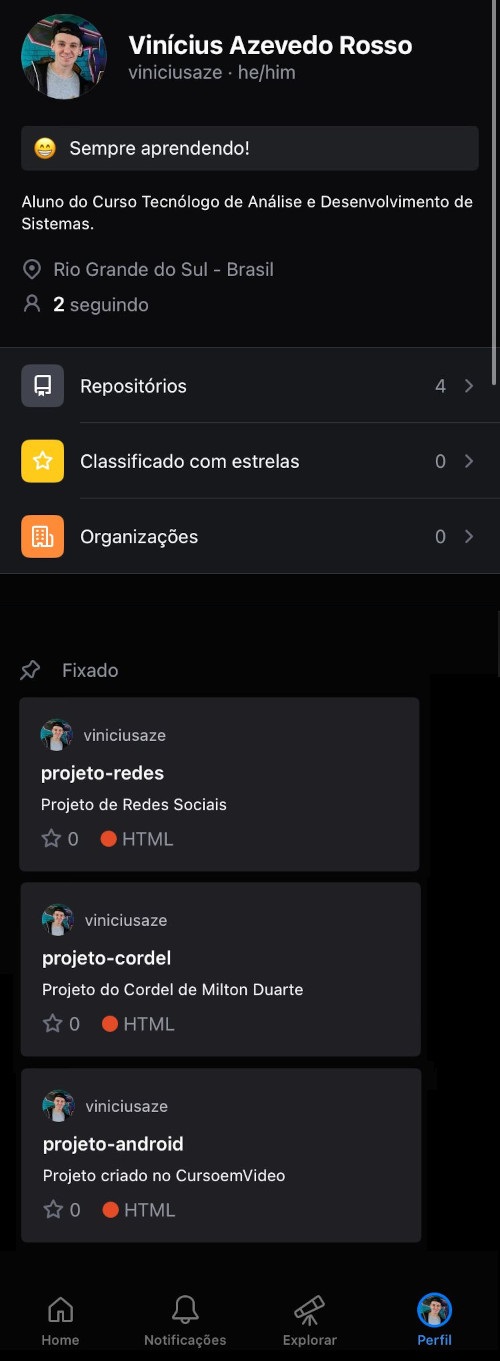 Vinícius Azevedo Rosso
viniciusaze · he/him
Sempre aprendendo!
Aluno do Curso Tecnólogo de Análise e Desenvolvimento de
Sistemas.
Rio Grande do Sul - Brasil
2 seguindo
Repositórios 4
Classificado com estrelas 0
Organizações 0
Fixado
viniciusaze
projeto-redes
Projeto de Redes Sociais
0 HTML
viniciusaze
projeto-cordel
Projeto do Cordel de Milton Duarte
0 HTML
viniciusaze
projeto-android
Projeto criado no CursoemVideo
0 HTML
Home Notificações Explorar Perfil